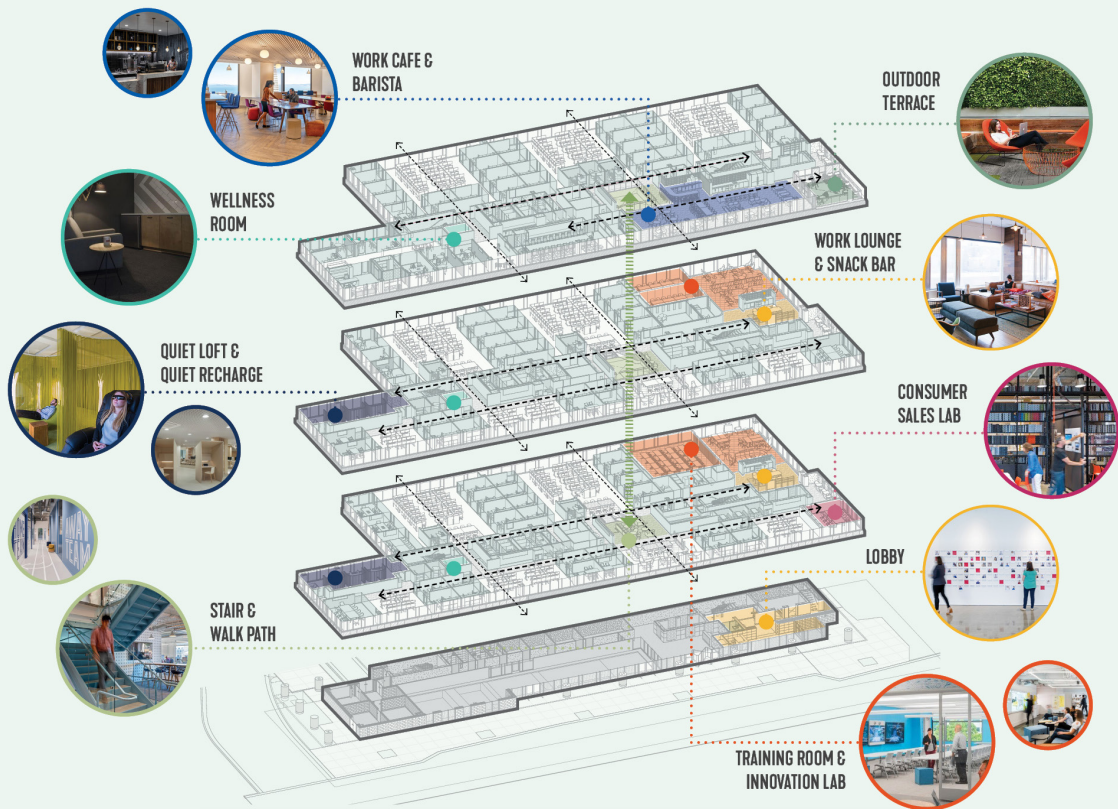 WORK CAFE &
BARISTA
OUTDOOR
TERRACE
WELLNESS
ROOM
WORK LOUNGE
& SNACK BAR
QUIET LOFT &
QUIET RECHARGE
CONSUMER
SALES LAB
LOBBY
STAIR &
WALK PATH
TRAINING ROOM &
INNOVATION LAB